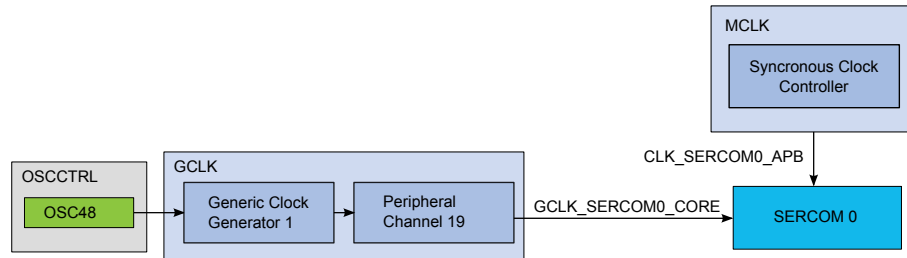 MCLK
Syncronous Clock
Controller
CLK_SERCOM0_APB
OSCCTRL
OSC48
GCLK
Generic Clock
Generator 1
Peripheral
Channel 19
GCLK_SERCOM0_CORE
SERCOM 0